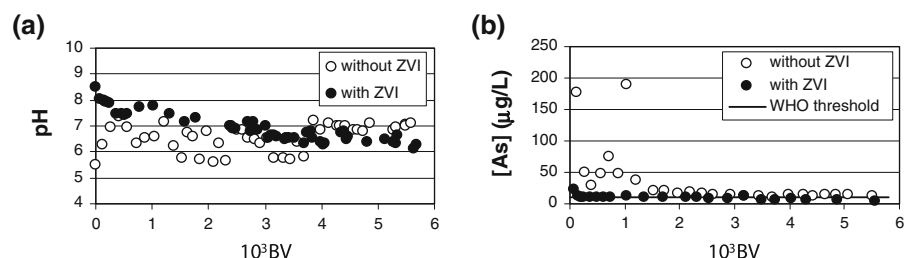 (a)
pH
10
9
8
7
6
5
4
0 1 2 3 4 5 6
10³BV
without ZVI
with ZVI
(b)
[As] (µg/L)
250
200
150
100
50
0
0 1 2 3 4 5 6
10³BV
without ZVI
with ZVI
WHO threshold